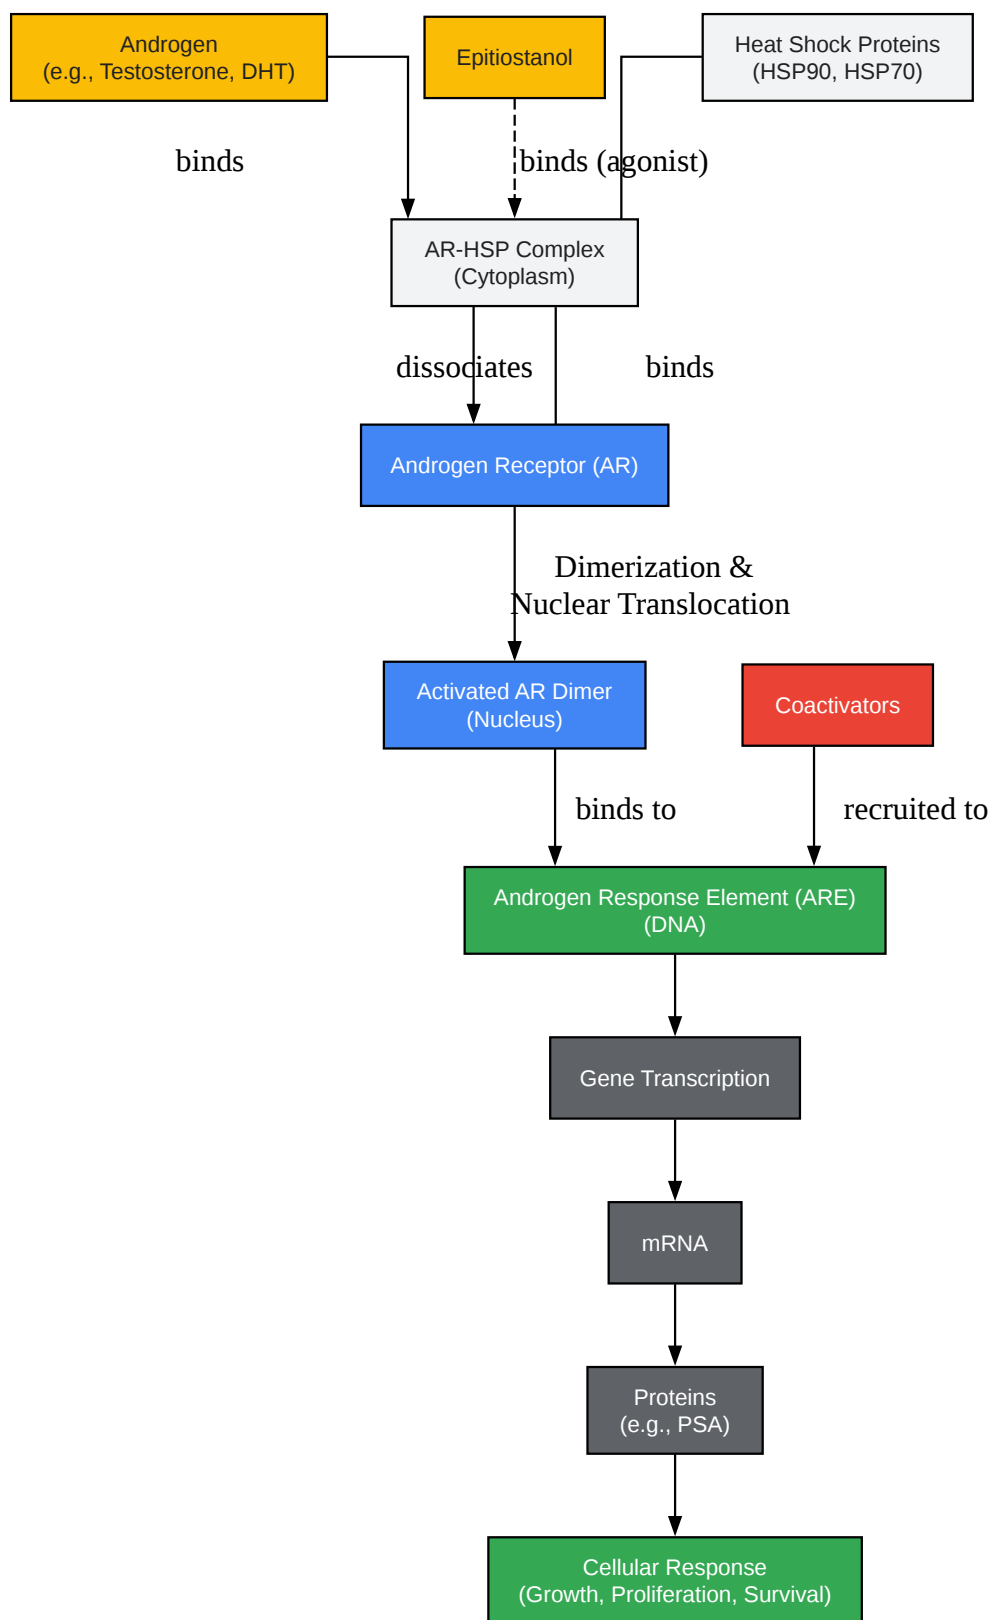 Androgen
(e.g., Testosterone, DHT)
Epitiostanol
Heat Shock Proteins
(HSP90, HSP70)
binds
binds (agonist)
AR-HSP Complex
(Cytoplasm)
dissociates
binds
Androgen Receptor (AR)
Dimerization &
Nuclear Translocation
Activated AR Dimer
(Nucleus)
Coactivators
binds to
recruited to
Androgen Response Element (ARE)
(DNA)
Gene Transcription
mRNA
Proteins
(e.g., PSA)
Cellular Response
(Growth, Proliferation, Survival)